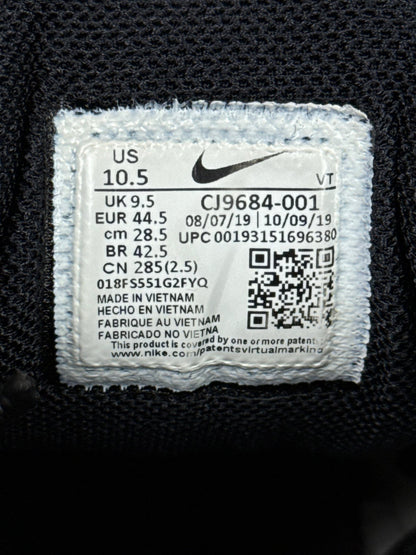 US
10.5
VT
UK 9.5
CJ9684-001
EUR 44.5
08/07/19 | 10/09/19
cm 28.5
UPC 00193151696380
BR 42.5
CN 285(2.5)
018FS551G2FYQ
MADE IN VIETNAM
HECHO EN VIETNAM
FABRIQUE AU VIETNAM
FABRICADO NO VIETNA
This product is covered by one or more patent
www.nike.com/patentsvirtualmarking